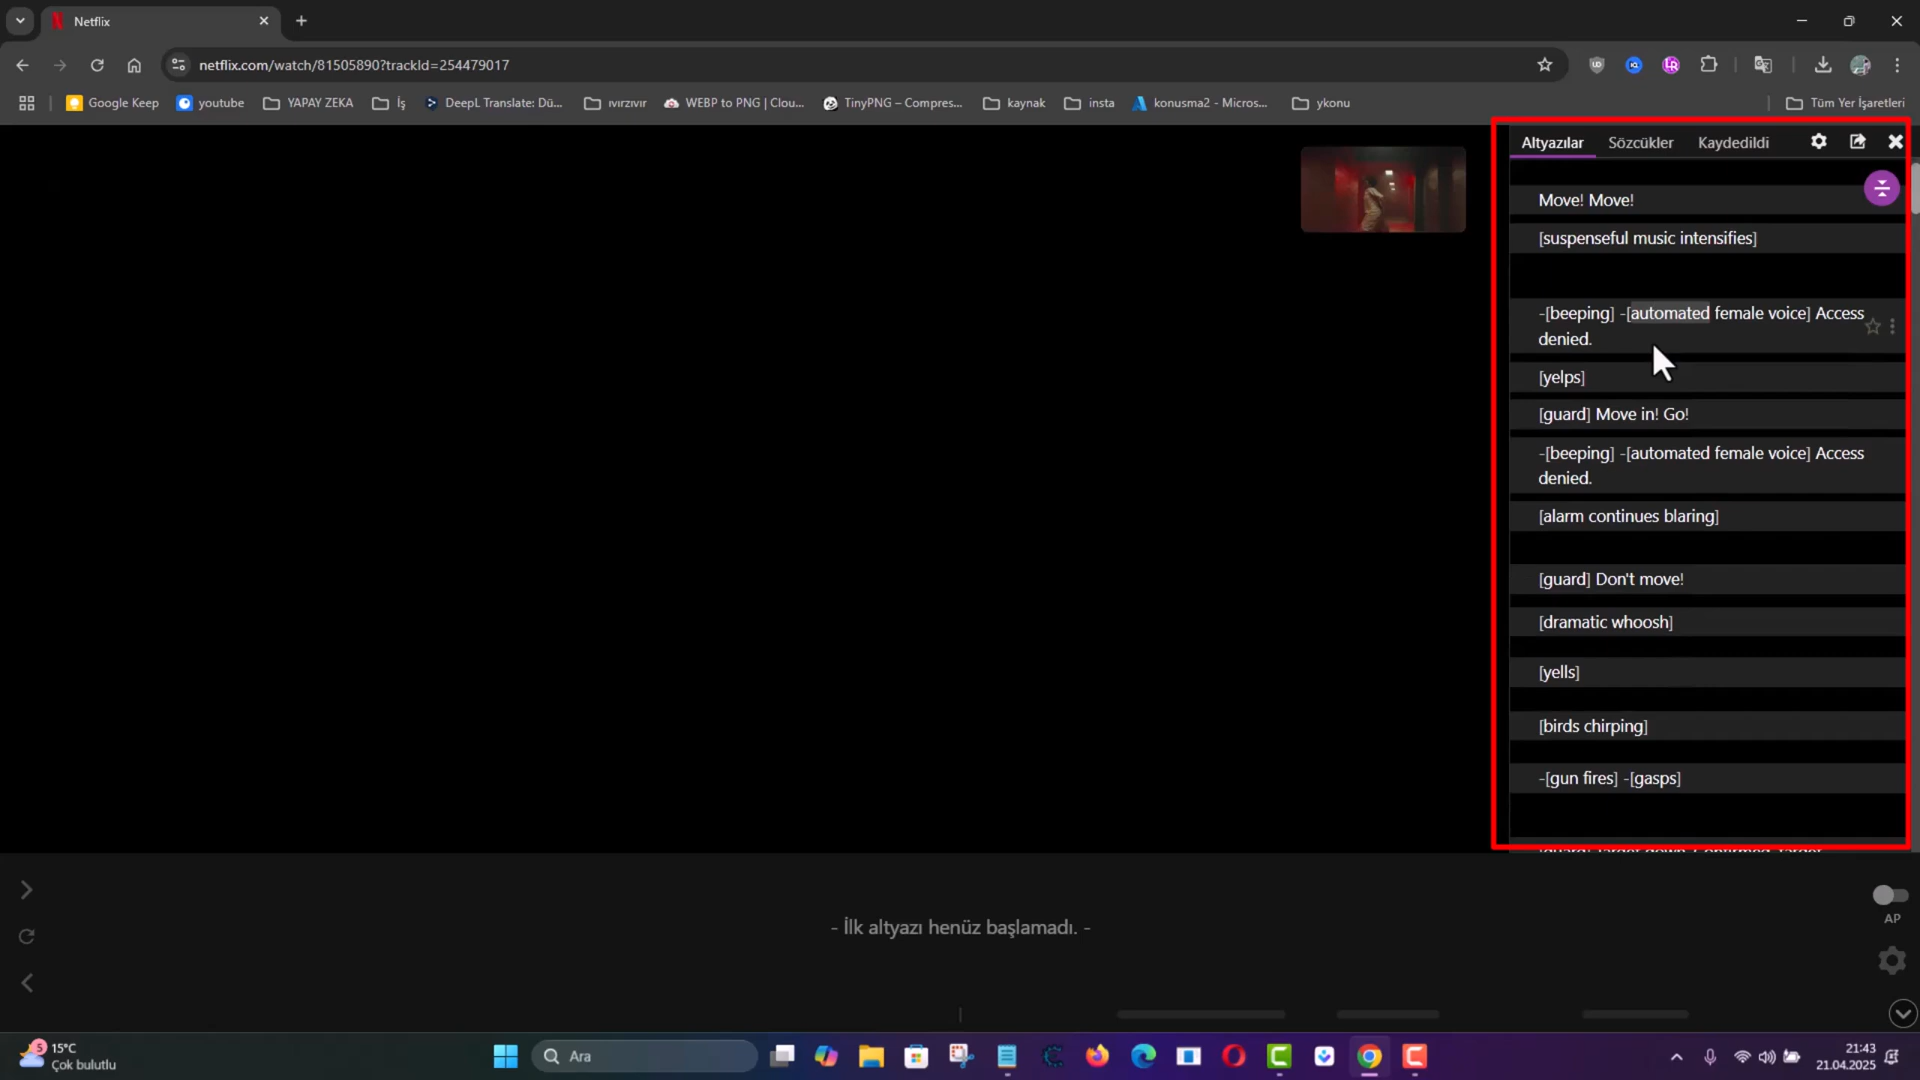 Netflix
netflix.com/watch/81505890?trackId=254479017
Google Keep
youtube
YAPAY ZEKA
İş
DeepL Translate: Dü...
ıvırzıvır
WEBP to PNG | Clou...
TinyPNG – Compres...
kaynak
insta
konusma2 - Micros...
ykonu
Tüm Yer İşaretleri
Altyazılar
Sözcükler
Kaydedildi
Move! Move!
[suspenseful music intensifies]
-[beeping] -[automated female voice] Access
denied.
[yelps]
[guard] Move in! Go!
-[beeping] -[automated female voice] Access
denied.
[alarm continues blaring]
[guard] Don't move!
[dramatic whoosh]
[yells]
[birds chirping]
-[gun fires] -[gasps]
- İlk altyazı henüz başlamadı. -
AP
5
15°C
Çok bulutlu
Ara
21:43
21.04.2025